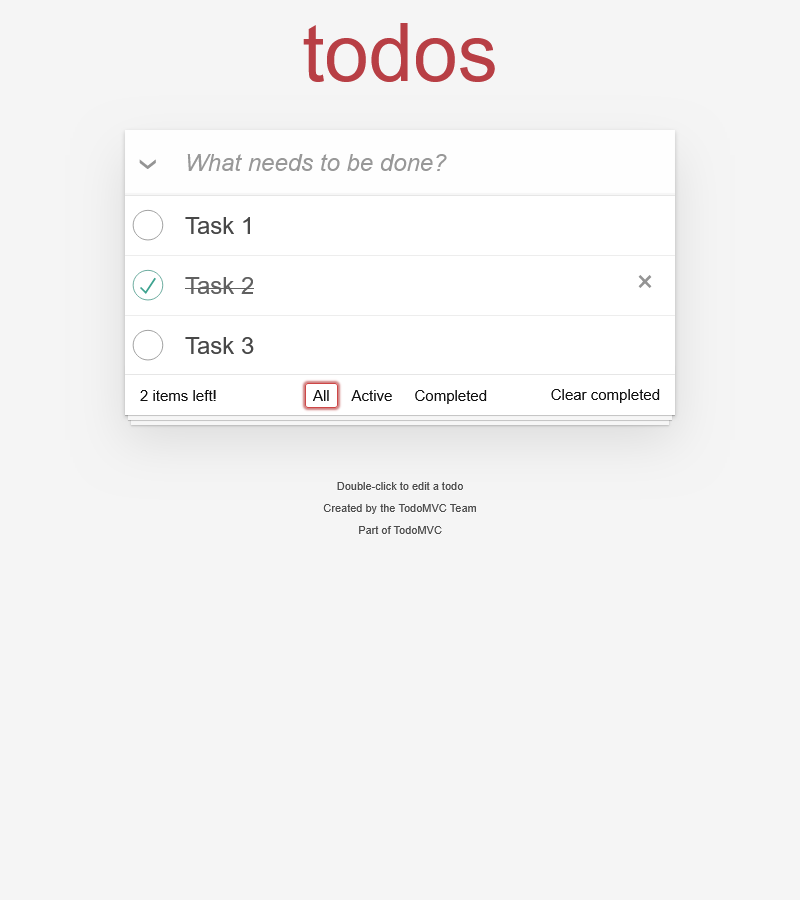 todos
What needs to be done?
Task 1
Task 2
Task 3
2 items left! All Active Completed Clear completed
Double-click to edit a todo
Created by the TodoMVC Team
Part of TodoMVC